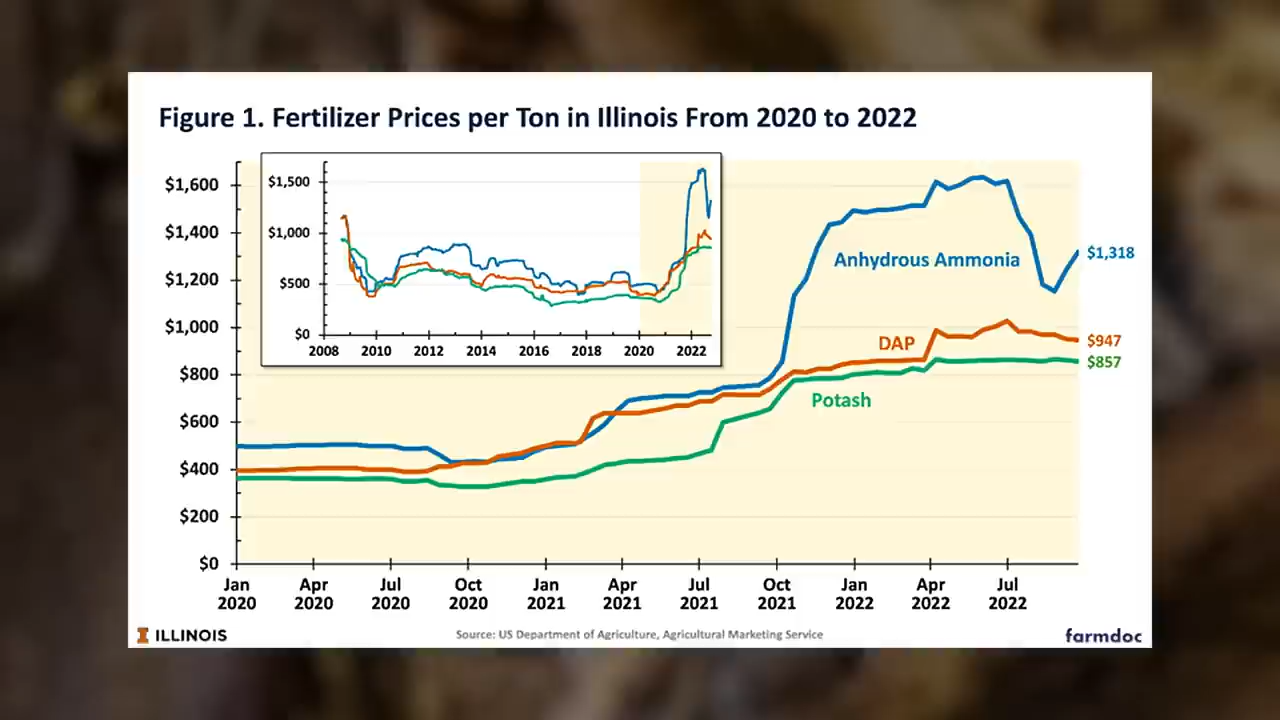 Figure 1. Fertilizer Prices per Ton in Illinois From 2020 to 2022
$1,600
$1,400
$1,200
$1,000
$800
$600
$400
$200
$0
$1,500
$1,000
$500
$0
2008 2010 2012 2014 2016 2018 2020 2022
Anhydrous Ammonia
$1,318
DAP
$947
$857
Potash
Jan Apr Jul Oct Jan Apr Jul Oct Jan Apr Jul
2020 2020 2020 2020 2021 2021 2021 2021 2022 2022 2022
I ILLINOIS
Source: US Department of Agriculture, Agricultural Marketing Service
farmdoc